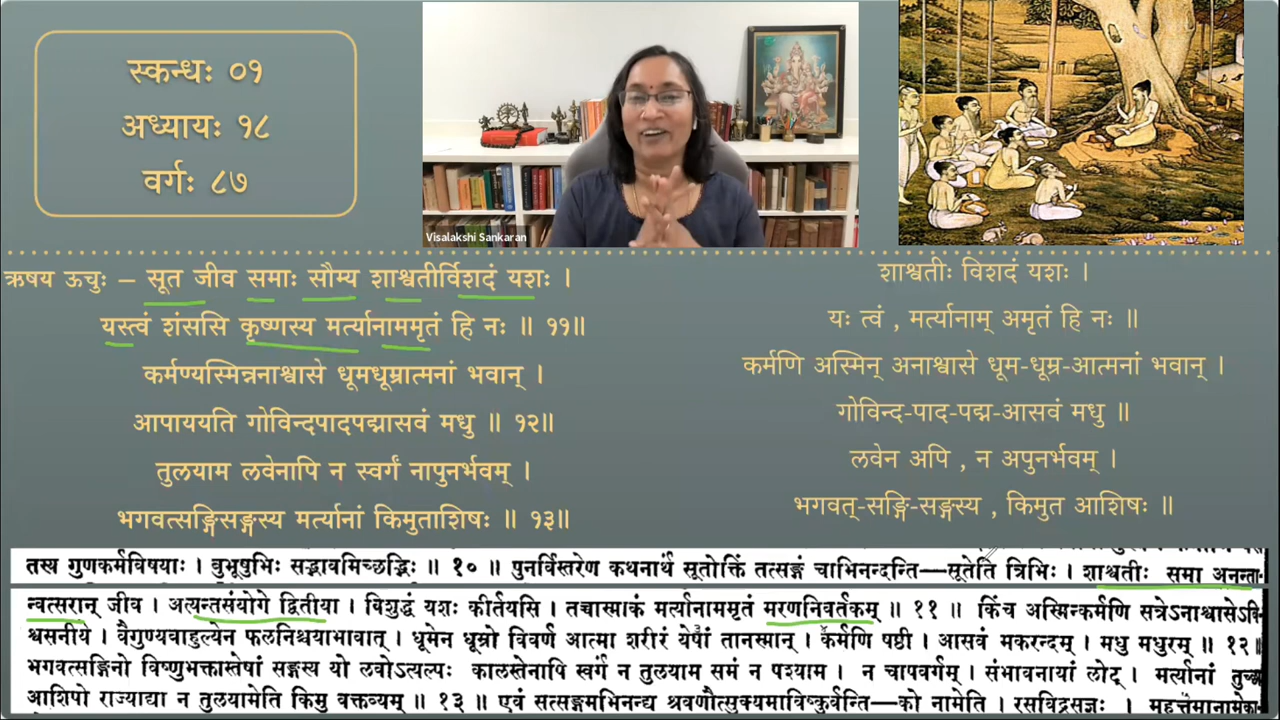 स्कन्धः ०१
अध्यायः १८
वर्गः ८७
Visalakshi Sankaran
ऋषय ऊचुः – सूत जीव समाः सौम्य शाश्वतीर्विशदं यशः ।
यस्त्वं शंससि कृष्णस्य मर्त्यानाममृतं हि नः ॥ ११॥
कर्मण्यस्मिन्ननाश्वासे धूमधूम्रात्मनां भवान् ।
आपाययति गोविन्दपादपद्मासवं मधु ॥ १२॥
तुलयाम लवेनापि न स्वर्गं नापुनर्भवम् ।
भगवत्सङ्गिसङ्गस्य मर्त्यानां किमुताशिषः ॥ १३॥
शाश्वतीः विशदं यशः ।
यः त्वं , मर्त्यानाम् अमृतं हि नः ॥
कर्मणि अस्मिन् अनाश्वासे धूम-धूम्र-आत्मनां भवान् ।
गोविन्द-पाद-पद्म-आसवं मधु ॥
लवेन अपि , न अपुनर्भवम् ।
भगवत्-सङ्गि-सङ्गस्य , किमुत आशिषः ॥
तस्य गुणकर्मविषयाः । बुभूषुभिः सद्भावमिच्छद्भिः ॥ १० ॥ पुनर्विस्तरेण कथनार्थं सूतोक्तिं तत्सङ्गं चाभिनन्दन्ति—सूतेति त्रिभिः । शाश्वतीः समा अनन्ता-
न्वत्सरान् जीव । अत्यन्तसंयोगे द्वितीया । विशुद्धं यशः कीर्तयसि । तच्चास्माकं मर्त्यानाममृतं मरणनिवर्तकम् ॥ ११ ॥ किंच अस्मिन्कर्मणि सत्रेऽनाश्वासेऽवि-
श्वसनीये । वैगुण्यबाहुल्येन फलनिश्चयाभावात् । धूमेन धूम्रो विवर्ण आत्मा शरीरं येषां तानस्मान् । कर्मणि षष्ठी । आसवं मकरन्दम् । मधु मधुरम् ॥ १२ ॥
भगवत्सङ्गिनो विष्णुभक्तास्तेषां सङ्गस्य यो लवोऽत्यल्पः कालस्तेनापि स्वर्गं न तुलयाम समं न पश्याम । न चापवर्गम् । संभावनायां लोट् । मर्त्यानां तुच्छा
आशिषो राज्याद्या न तुलयामेति किमु वक्तव्यम् ॥ १३ ॥ एवं सत्सङ्गमभिनन्द्य श्रवणौत्सुक्यमाविष्कुर्वन्ति—को नामेति । रसविद्रसज्ञः । महत्तमानामेका-